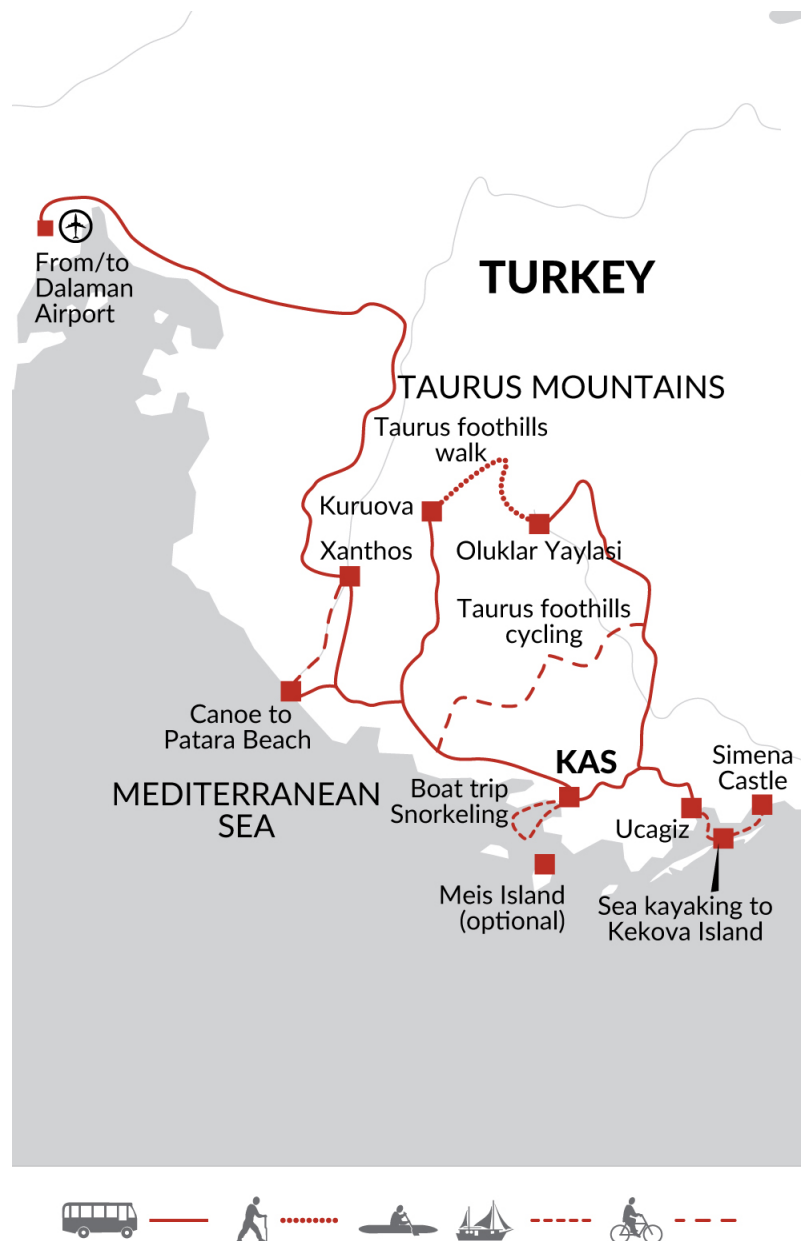 From/to
Dalaman
Airport
TURKEY
TAURUS MOUNTAINS
Taurus foothills
walk
Kuruova
Xanthos
Oluklar Yaylasi
Taurus foothills
cycling
Canoe to
Patara Beach
KAS
Simena
Castle
MEDITERRANEAN
SEA
Boat trip
Snorkeling
Ucagiz
Meis Island
(optional)
Sea kayaking to
Kekova Island